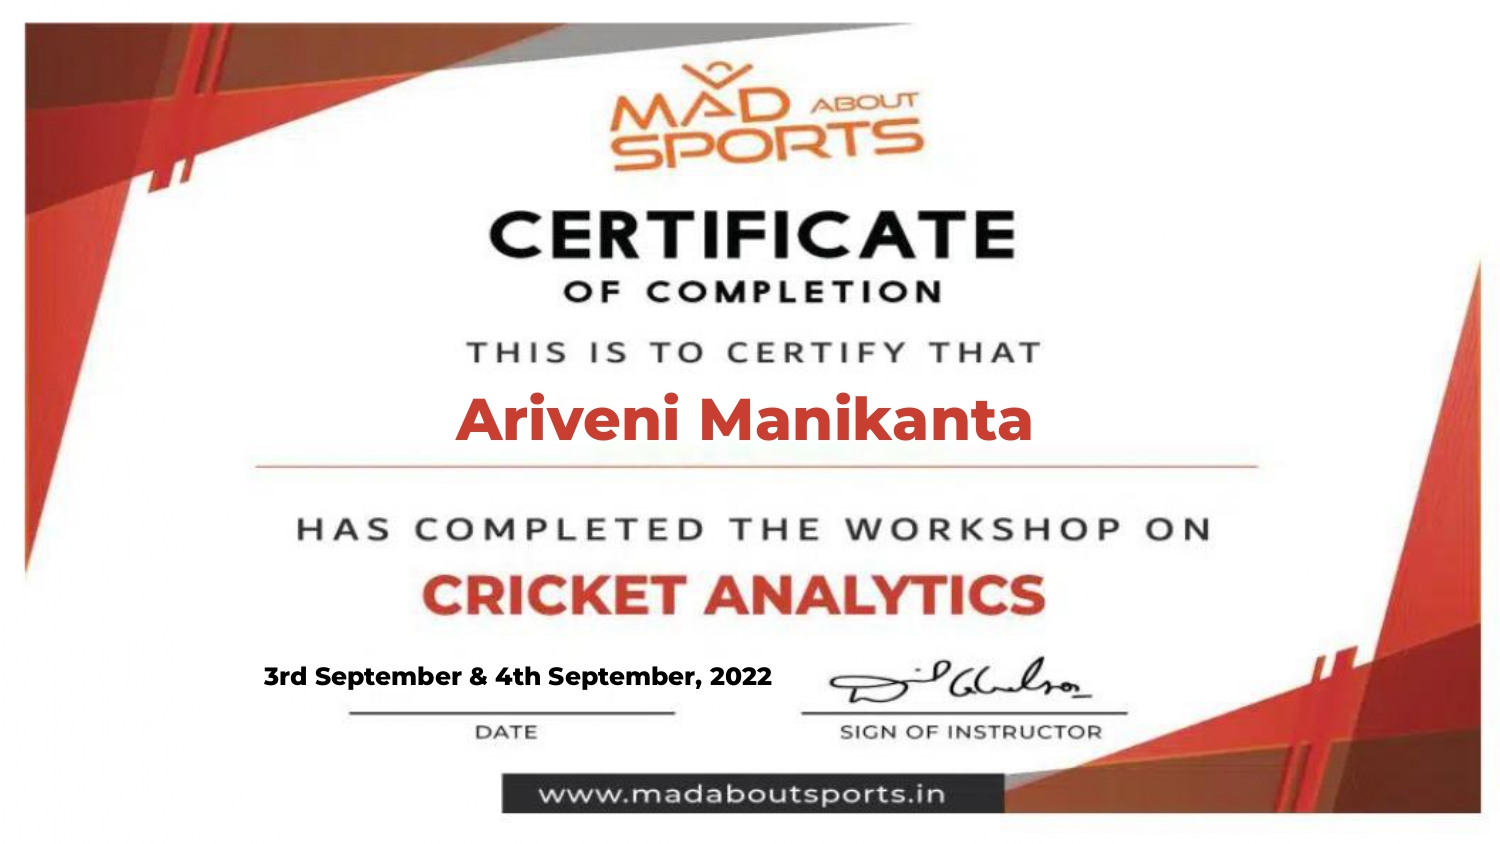 MAD ABOUT
SPORTS
CERTIFICATE
OF COMPLETION
THIS IS TO CERTIFY THAT
Ariveni Manikanta
HAS COMPLETED THE WORKSHOP ON
CRICKET ANALYTICS
3rd September & 4th September, 2022
DATE
SIGN OF INSTRUCTOR
www.madaboutsports.in